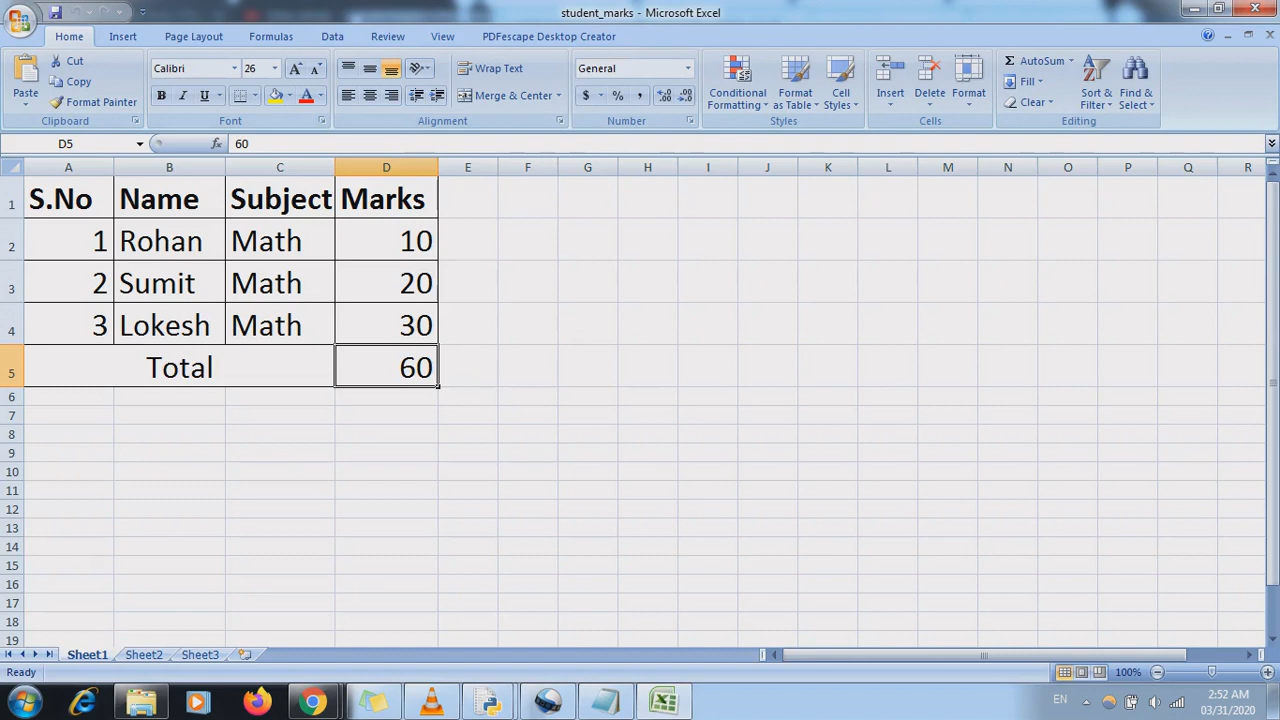 student_marks - Microsoft Excel
Home Insert Page Layout Formulas Data Review View PDFescape Desktop Creator
Paste Cut Copy Format Painter Clipboard
Calibri 26 A A B I U A Font
Wrap Text Merge & Center Alignment
General $ % , .0 .00 .00 .0 Number
Conditional Formatting Format as Table Cell Styles Styles
Insert Delete Format Cells
Σ AutoSum Fill Clear Sort & Filter Find & Select Editing
D5 fx 60
A B C D E F G H I J K L M N O P Q R
1 S.No Name Subject Marks
2 1 Rohan Math 10
3 2 Sumit Math 20
4 3 Lokesh Math 30
5 Total 60
6
7
8
9
10
11
12
13
14
15
16
17
18
19
Sheet1 Sheet2 Sheet3
Ready 100%
EN 2:52 AM
03/31/2020